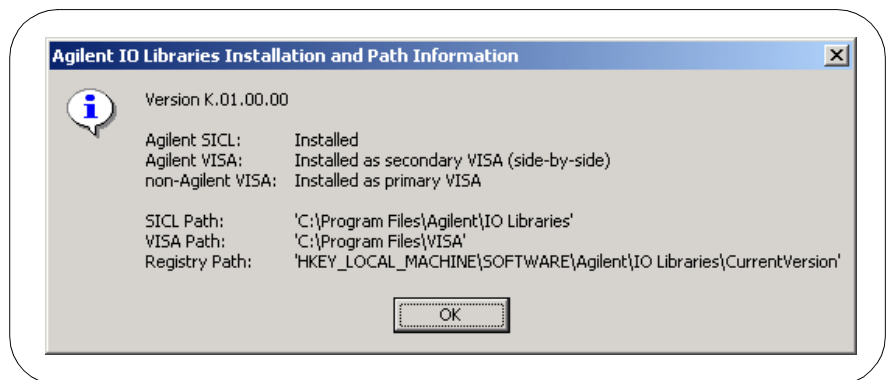 Agilent IO Libraries Installation and Path Information
Version K.01.00.00
Agilent SICL: Installed
Agilent VISA: Installed as secondary VISA (side-by-side)
non-Agilent VISA: Installed as primary VISA
SICL Path: 'C:\Program Files\Agilent\IO Libraries'
VISA Path: 'C:\Program Files\VISA'
Registry Path: 'HKEY_LOCAL_MACHINE\SOFTWARE\Agilent\IO Libraries\CurrentVersion'
OK